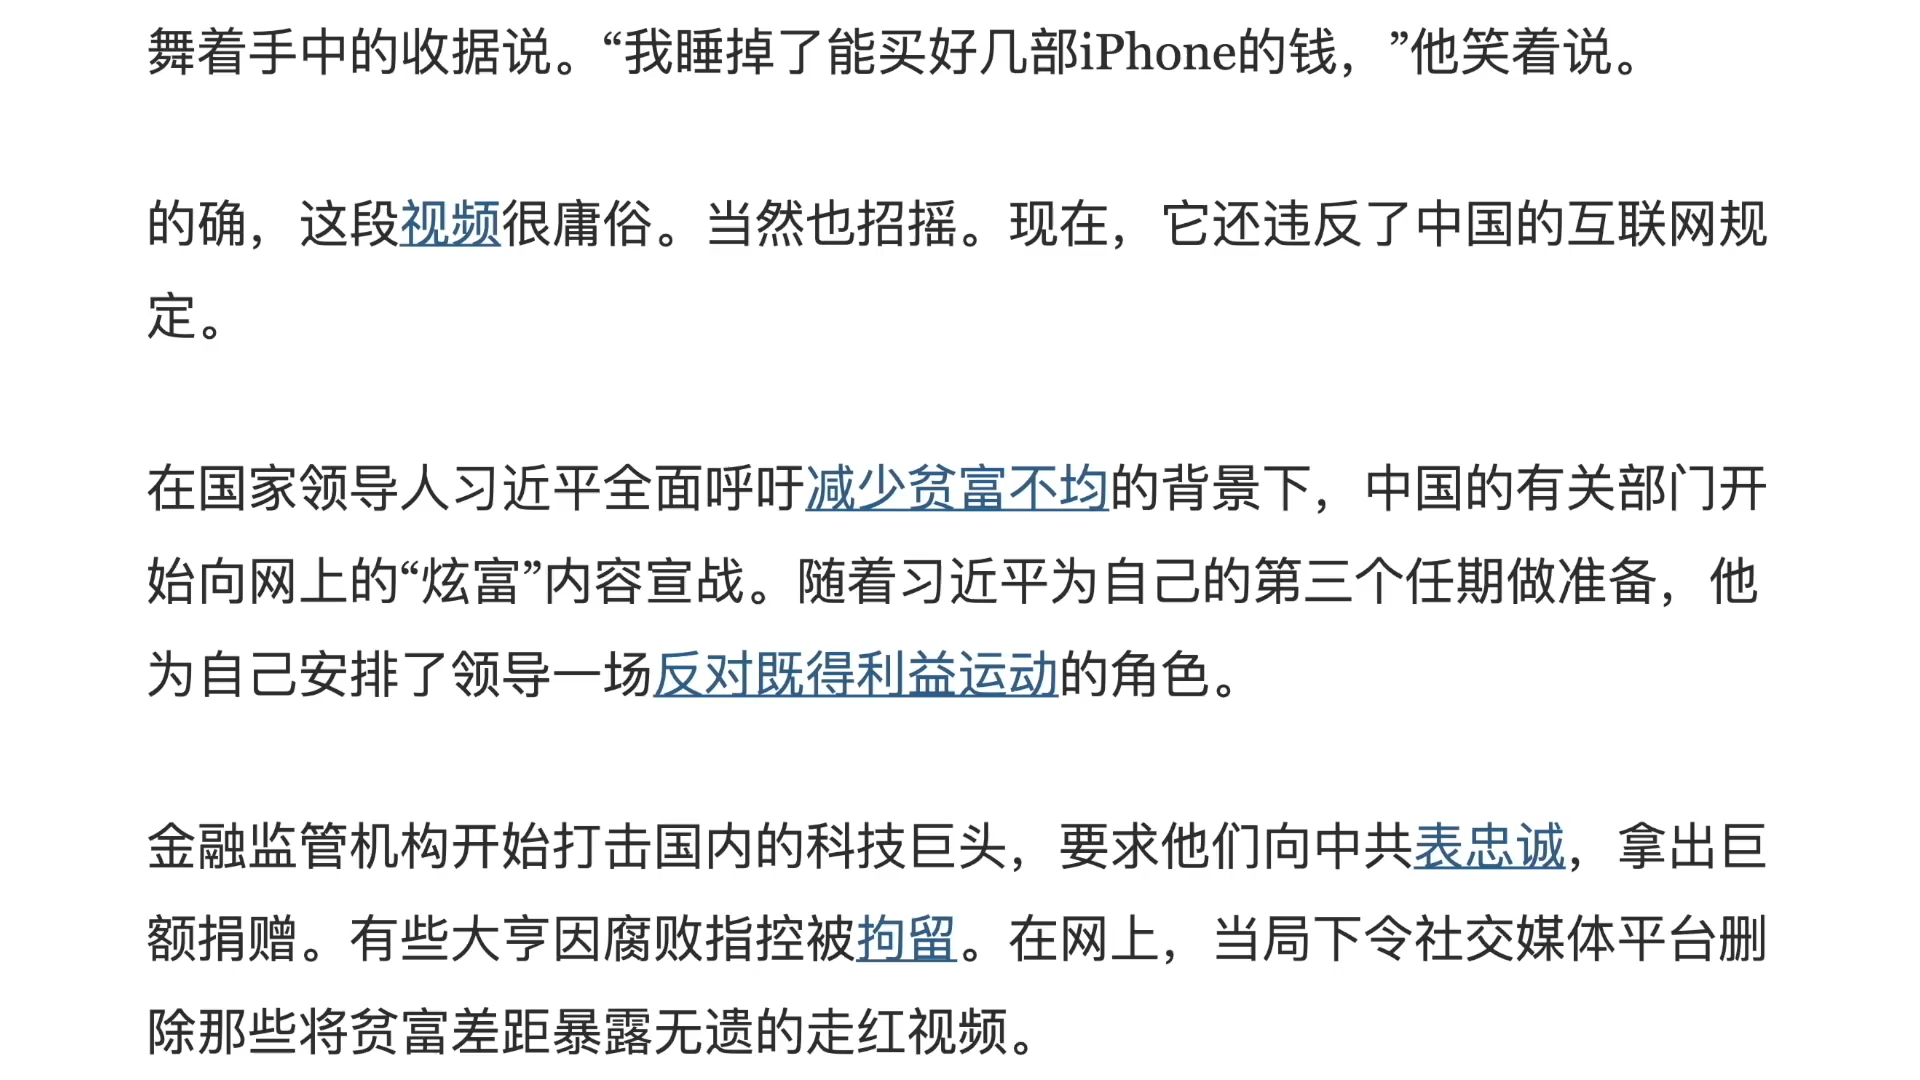 舞着手中的收据说。“我睡掉了能买好几部iPhone的钱，”他笑着说。
的确，这段视频很庸俗。当然也招摇。现在，它还违反了中国的互联网规
定。
在国家领导人习近平全面呼吁减少贫富不均的背景下，中国的有关部门开
始向网上的“炫富”内容宣战。随着习近平为自己的第三个任期做准备，他
为自己安排了领导一场反对既得利益运动的角色。
金融监管机构开始打击国内的科技巨头，要求他们向中共表忠诚，拿出巨
额捐赠。有些大亨因腐败指控被拘留。在网上，当局下令社交媒体平台删
除那些将贫富差距暴露无遗的走红视频。